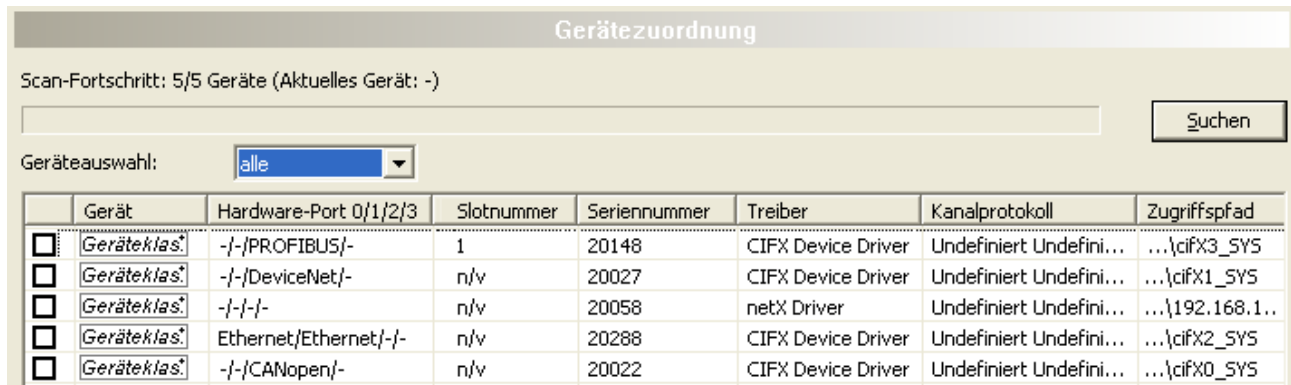 Gerätezuordnung
Scan-Fortschritt: 5/5 Geräte (Aktuelles Gerät: -)
Suchen
Geräteauswahl: alle
Gerät Hardware-Port 0/1/2/3 Slotnummer Seriennummer Treiber Kanalprotokoll Zugriffspfad
Geräteklas* -/-/PROFIBUS/- 1 20148 CIFX Device Driver Undefiniert Undefini... ...\cifX3_SYS
Geräteklas* -/-/DeviceNet/- n/v 20027 CIFX Device Driver Undefiniert Undefini... ...\cifX1_SYS
Geräteklas* -/-/-/- n/v 20058 netX Driver Undefiniert Undefini... ...\192.168.1..
Geräteklas* Ethernet/Ethernet/-/- n/v 20288 CIFX Device Driver Undefiniert Undefini... ...\cifX2_SYS
Geräteklas* -/-/CANopen/- n/v 20022 CIFX Device Driver Undefiniert Undefini... ...\cifX0_SYS